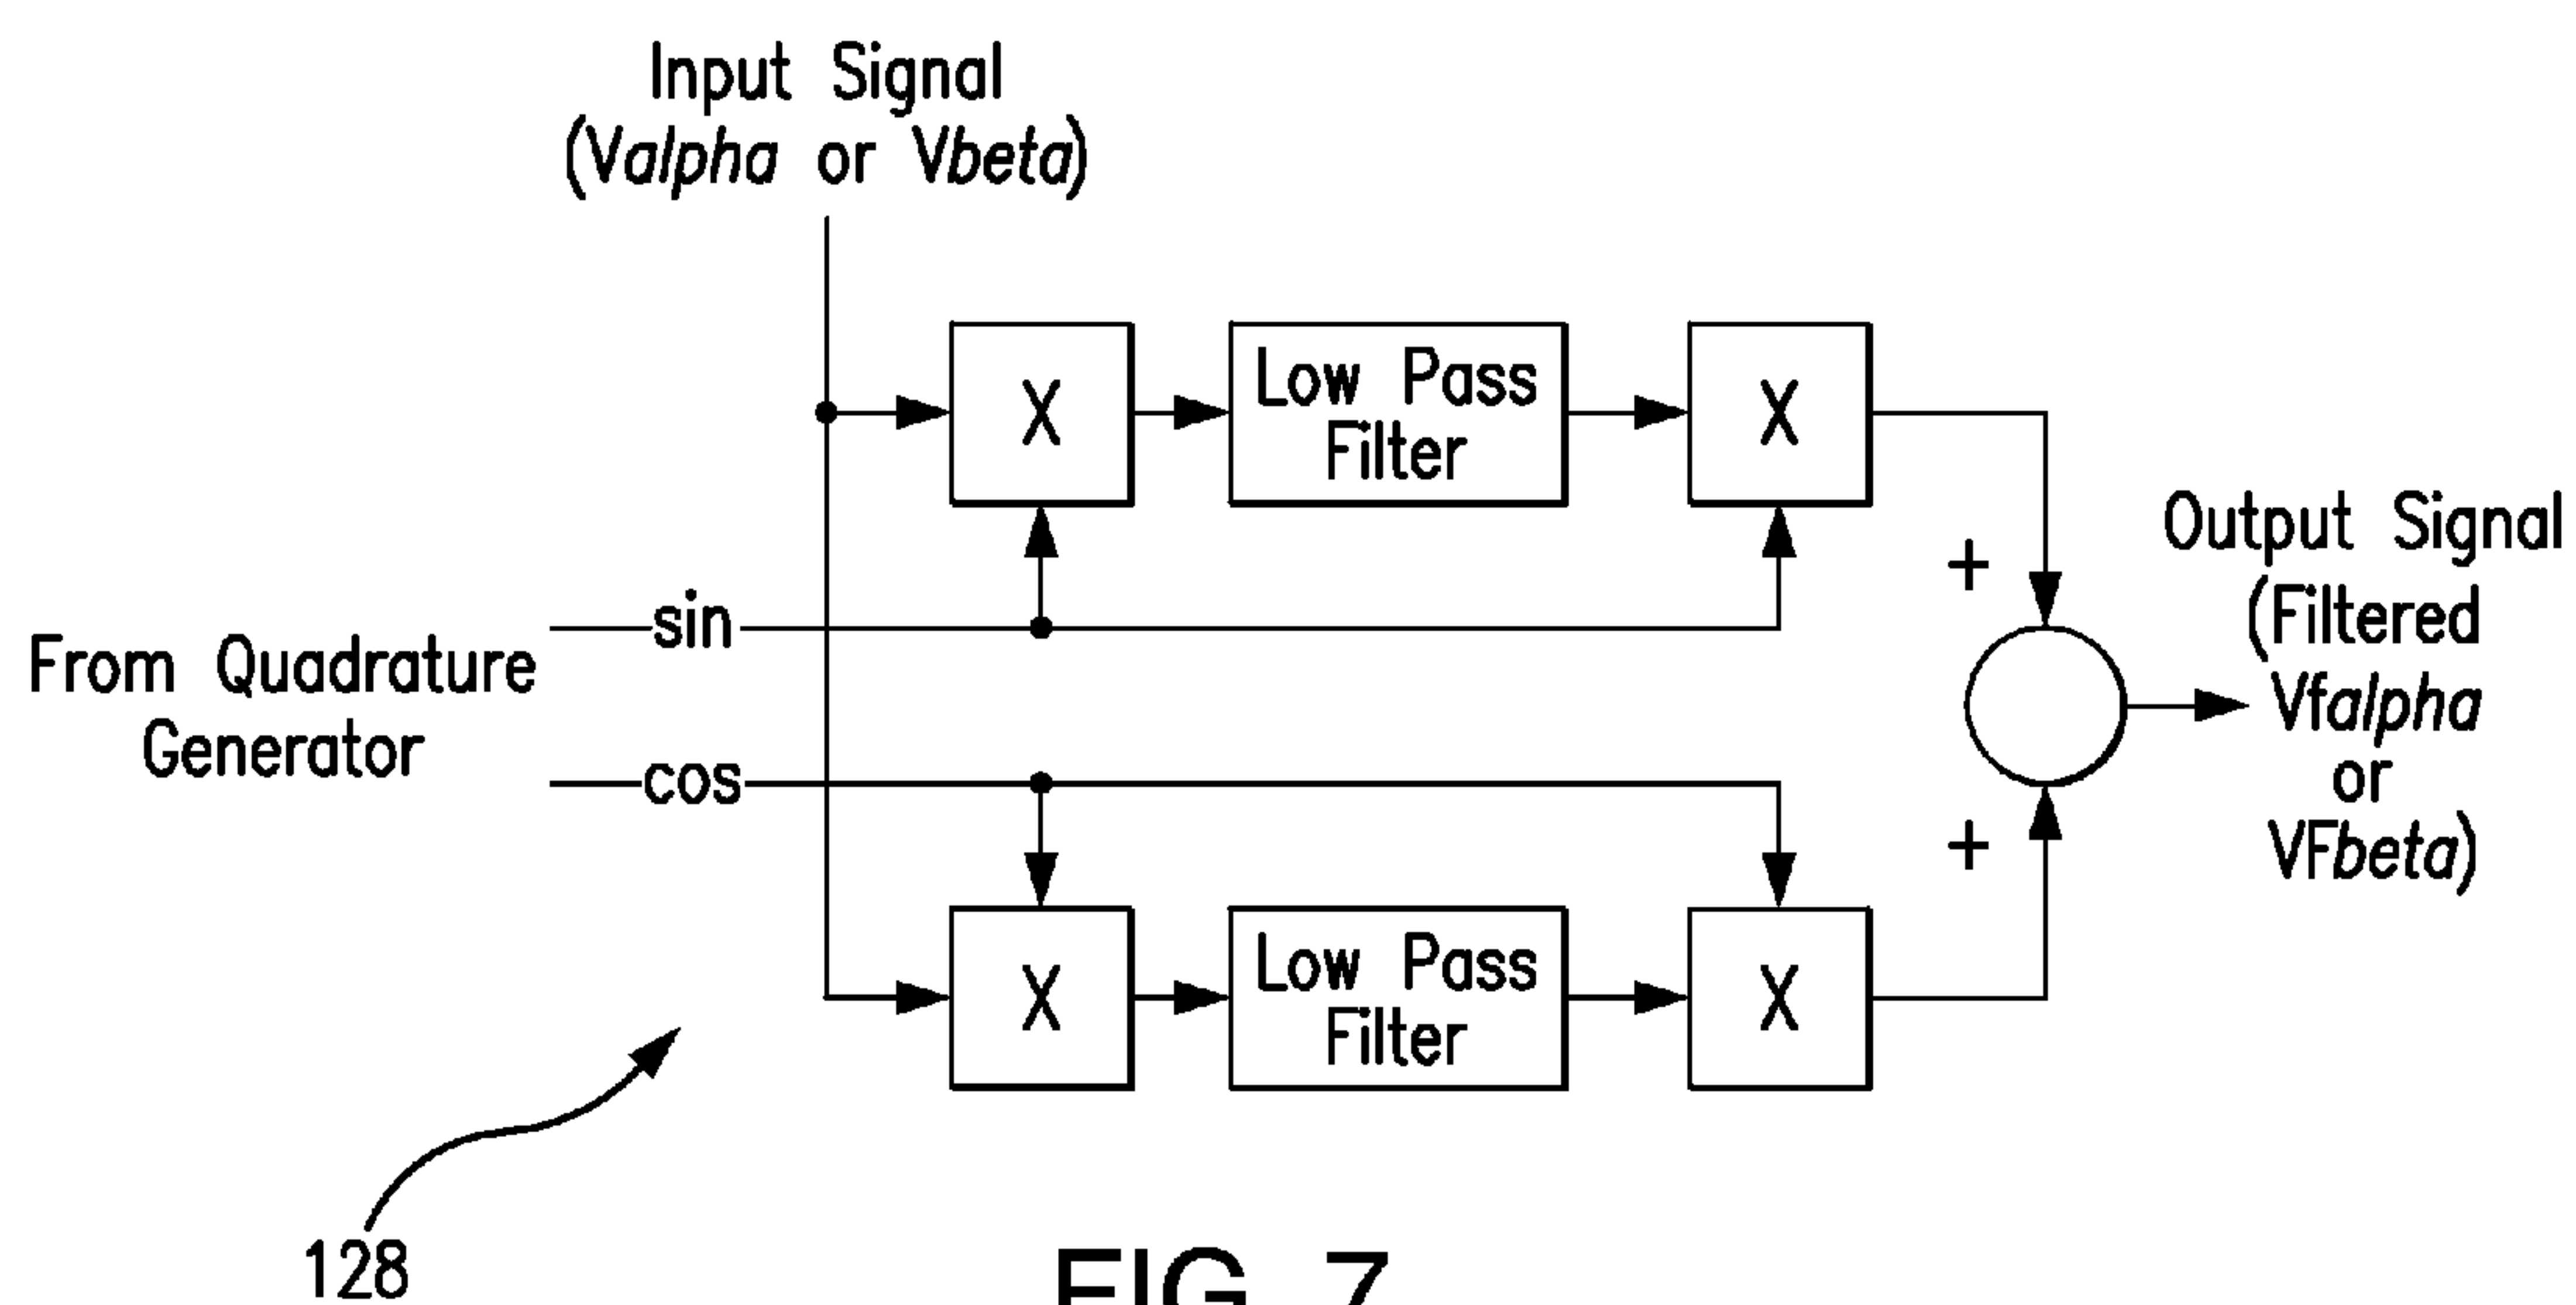 Input Signal
(Valpha or Vbeta)
X
Low Pass
Filter
X
From Quadrature
Generator
sin
cos
+
+
Output Signal
(Filtered
Vfalpha
or
VFbeta)
X
Low Pass
Filter
X
128
FIG. 7